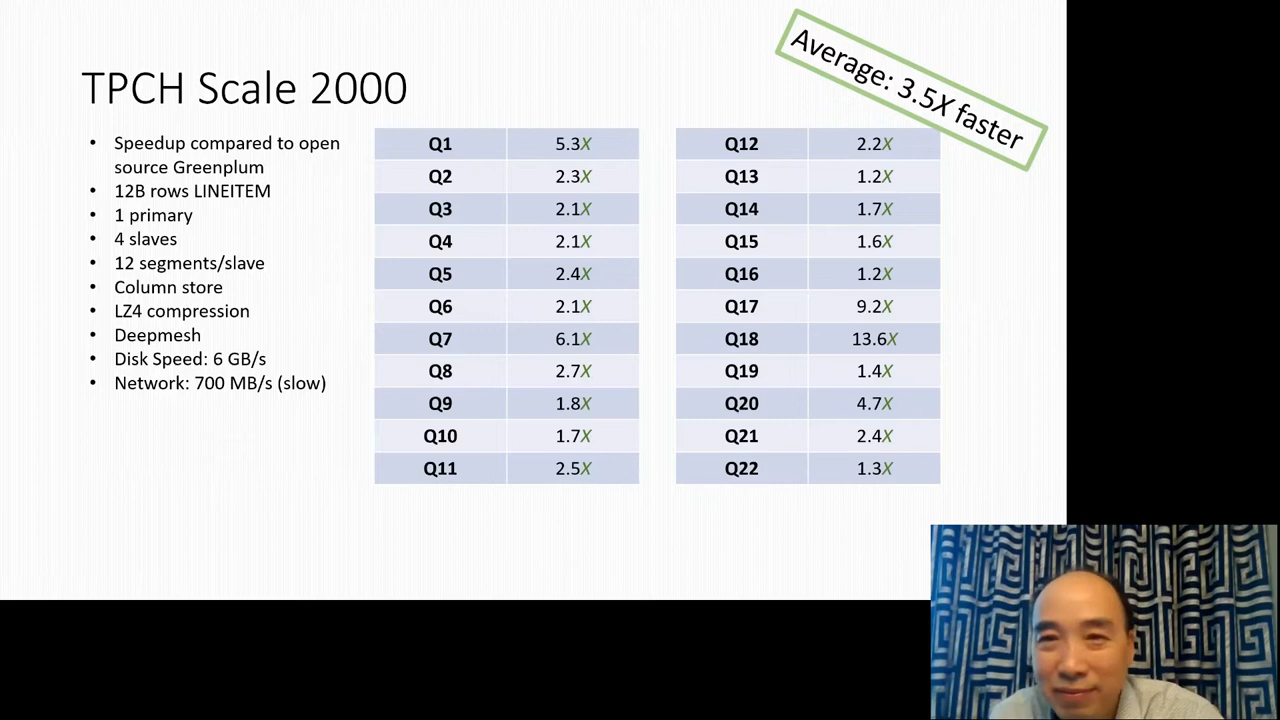 TPCH Scale 2000
Average: 3.5X faster
• Speedup compared to open
source Greenplum
• 12B rows LINEITEM
• 1 primary
• 4 slaves
• 12 segments/slave
• Column store
• LZ4 compression
• Deepmesh
• Disk Speed: 6 GB/s
• Network: 700 MB/s (slow)
Q1 5.3X
Q2 2.3X
Q3 2.1X
Q4 2.1X
Q5 2.4X
Q6 2.1X
Q7 6.1X
Q8 2.7X
Q9 1.8X
Q10 1.7X
Q11 2.5X
Q12 2.2X
Q13 1.2X
Q14 1.7X
Q15 1.6X
Q16 1.2X
Q17 9.2X
Q18 13.6X
Q19 1.4X
Q20 4.7X
Q21 2.4X
Q22 1.3X